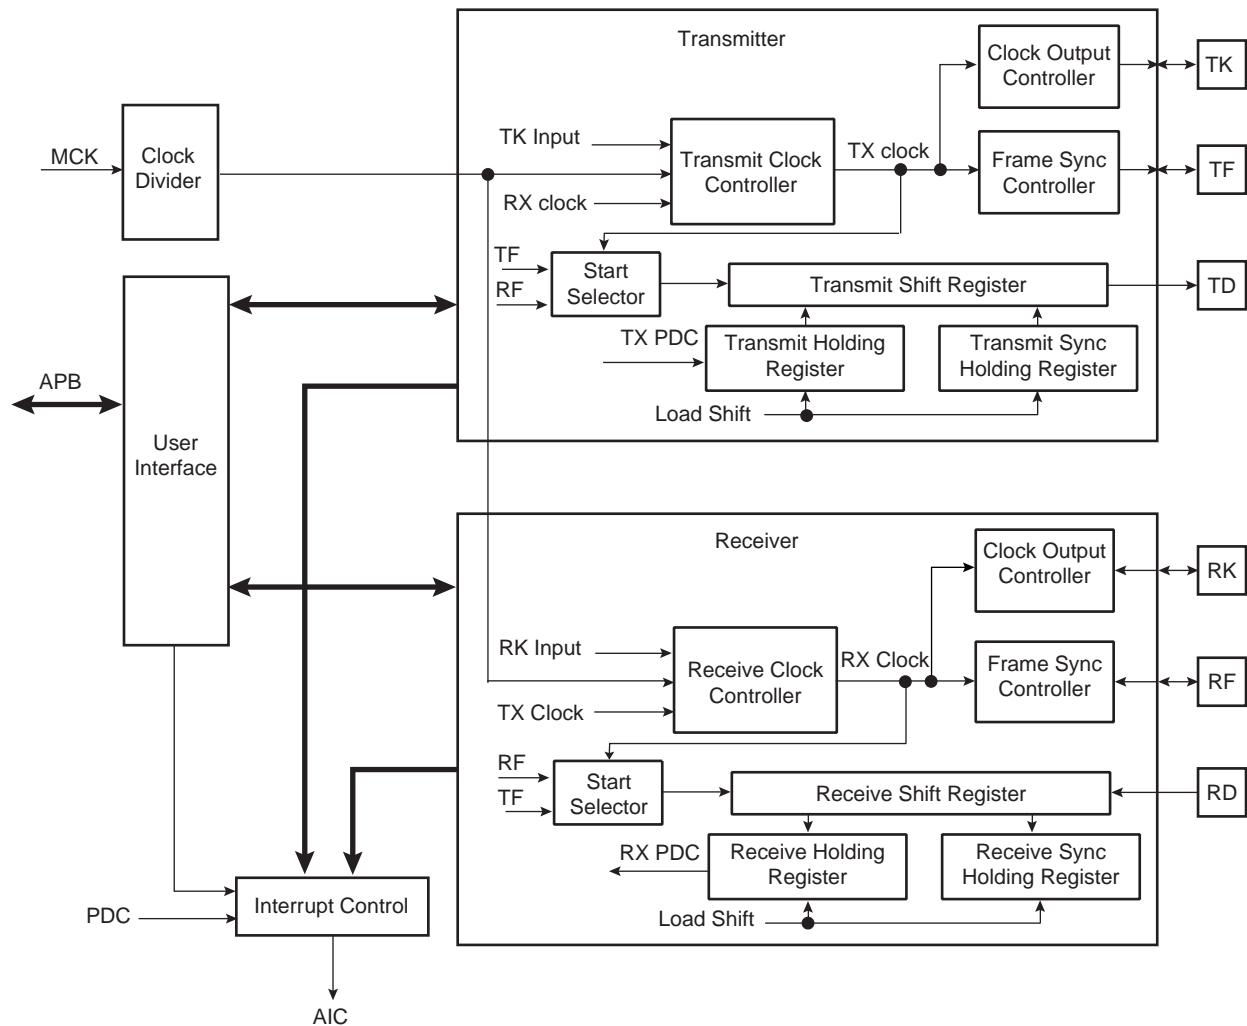 Transmitter
Clock Output
Controller
TK
MCK
Clock
Divider
TK Input
RX clock
Transmit Clock
Controller
TX clock
Frame Sync
Controller
TF
TF
RF
Start
Selector
Transmit Shift Register
TD
TX PDC
Transmit Holding
Register
Transmit Sync
Holding Register
Load Shift
APB
User
Interface
Receiver
Clock Output
Controller
RK
RK Input
TX Clock
Receive Clock
Controller
RX Clock
Frame Sync
Controller
RF
RF
TF
Start
Selector
Receive Shift Register
RD
RX PDC
Receive Holding
Register
Receive Sync
Holding Register
Load Shift
PDC
Interrupt Control
AIC